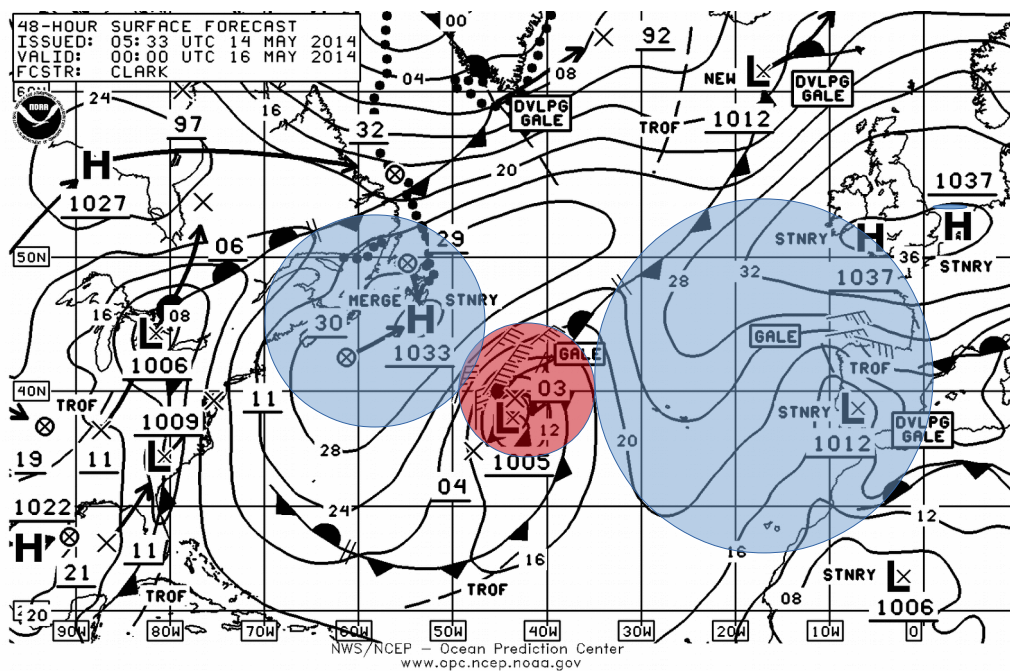 48-HOUR SURFACE FORECAST
ISSUED: 05:33 UTC 14 MAY 2014
VALID: 00:00 UTC 16 MAY 2014
FCSTR: CLARK
NOAA
00
92
04
08
NEW L
24
16
DVLPG
GALE
DVLPG
GALE
97
32
TROF
1012
H
1027
20
1037
H
H
STNRY
50N
06
29
36
STNRY
1037
28
32
16
08
MERGE
STNRY
L
30
H
1033
GALE
GALE
1006
TROF
40N
11
03
TROF
STNRY
L
1009
L
12
1012
DVLPG
GALE
20
28
L
19
11
1005
04
1022
24
12
H
11
16
16
21
STNRY
L
TROF
TROF
08
1006
20
90W
80W
70W
60W
50W
40W
30W
20W
10W
0
NWS/NCEP – Ocean Prediction Center
www.opc.ncep.noaa.gov